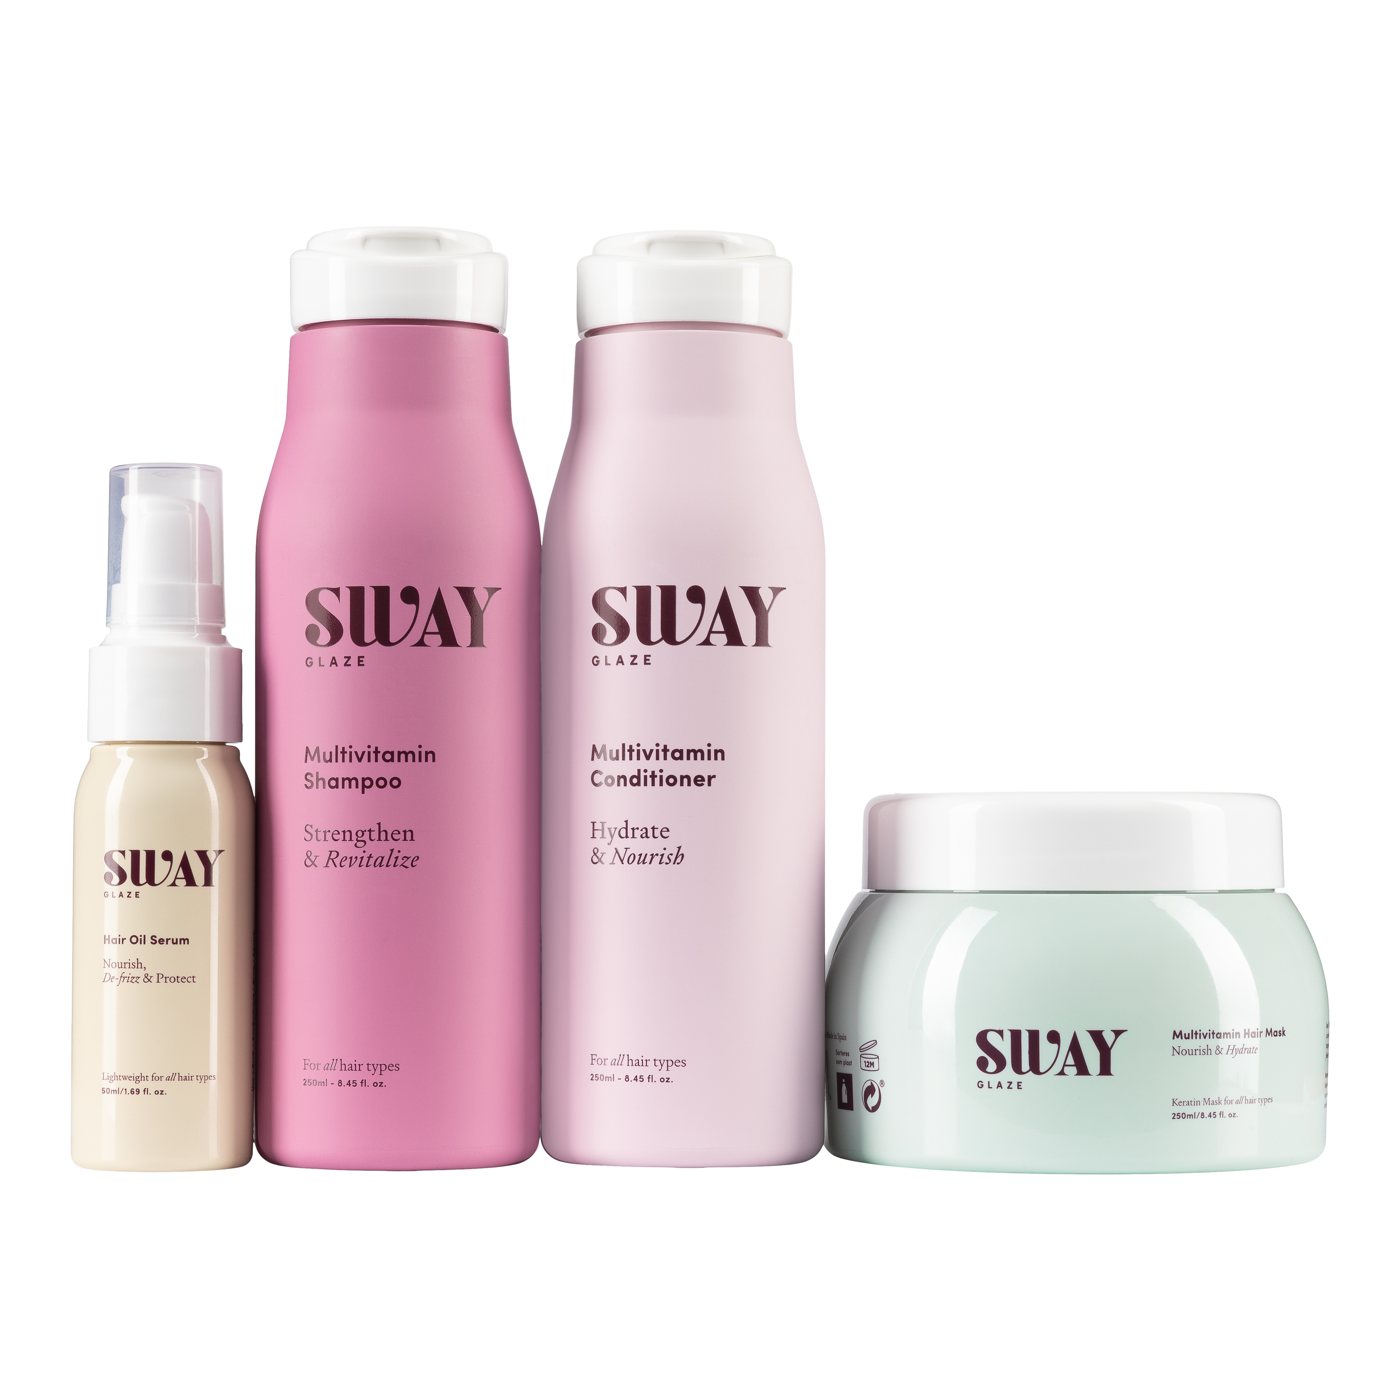 SWAY
GLAZE
Hair Oil Serum
Nourish,
De-frizz & Protect
Lightweight for all hair types
50ml/1.69 fl. oz.
SWAY
GLAZE
Multivitamin
Shampoo
Strengthen
& Revitalize
For all hair types
250ml - 8.45 fl. oz.
SWAY
GLAZE
Multivitamin
Conditioner
Hydrate
& Nourish
For all hair types
250ml - 8.45 fl. oz.
Spain
12M
SWAY
GLAZE
Multivitamin Hair Mask
Nourish & Hydrate
Keratin Mask for all hair types
250ml/8.45 fl. oz.